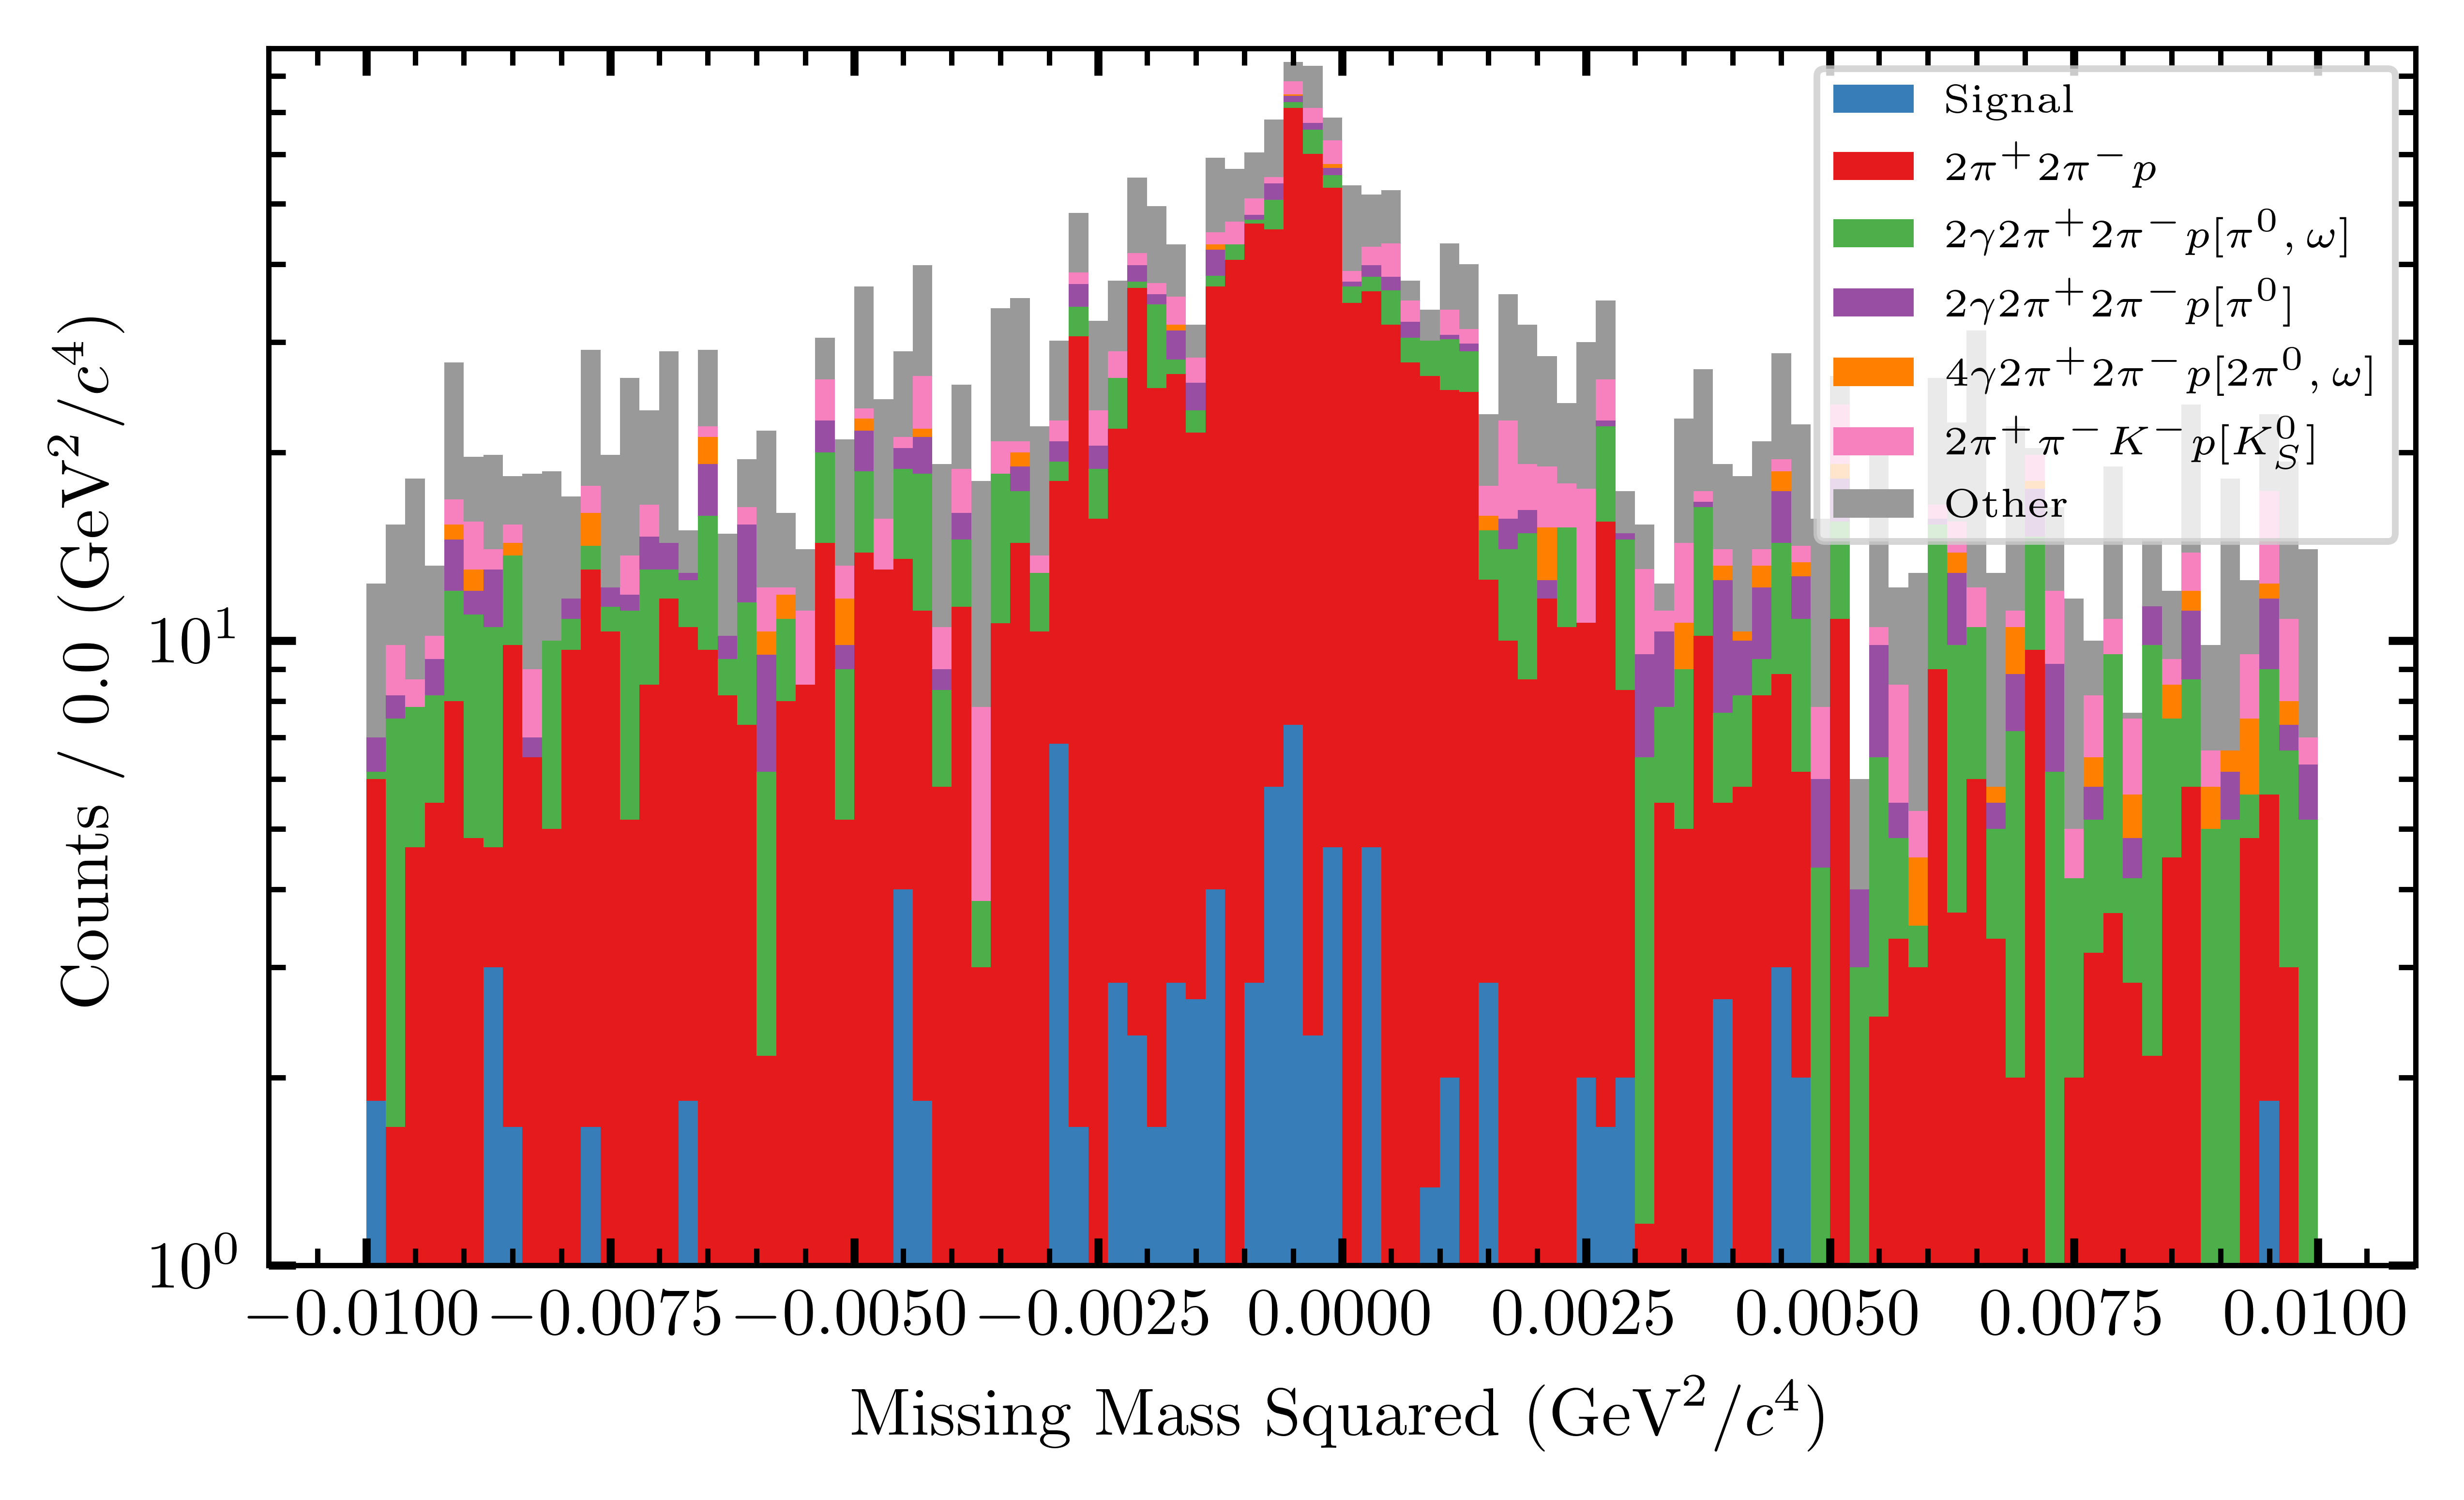 Counts / 0.0 (GeV²/c⁴)
10¹
10⁰
Signal
2π⁺2π⁻p
2γ2π⁺2π⁻p[π⁰, ω]
2γ2π⁺2π⁻p[π⁰]
4γ2π⁺2π⁻p[2π⁰, ω]
2π⁺π⁻K⁻p[K⁰_S]
Other
−0.0100 −0.0075 −0.0050 −0.0025 0.0000 0.0025 0.0050 0.0075 0.0100
Missing Mass Squared (GeV²/c⁴)